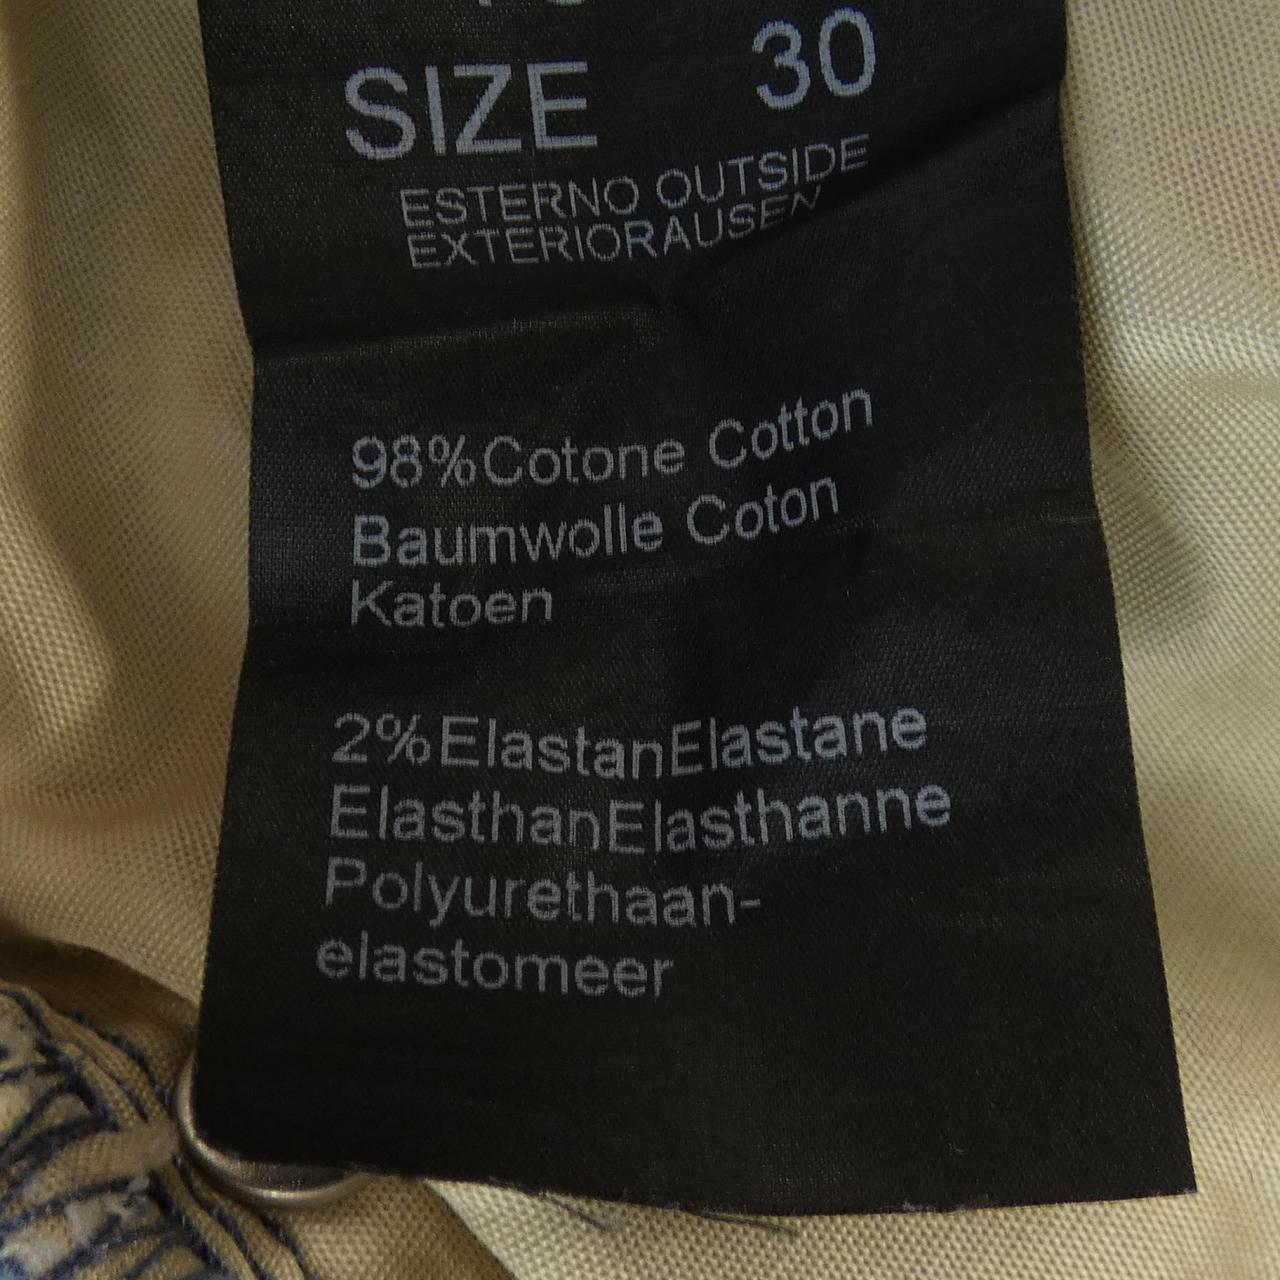 SIZE 30
ESTERNO OUTSIDE
EXTERIORAUSEN
98%Cotone Cotton
Baumwolle Coton
Katoen
2%ElastanElastane
ElasthanElasthanne
Polyurethaan-
elastomeer